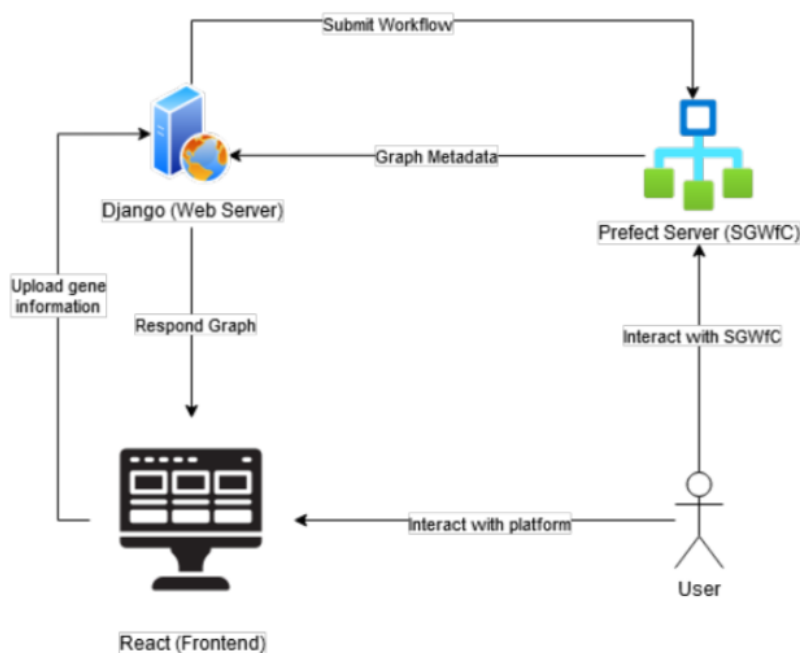 Submit Workflow
Graph Metadata
Django (Web Server)
Prefect Server (SGWfC)
Upload gene
information
Respond Graph
Interact with SGWfC
Interact with platform
User
React (Frontend)